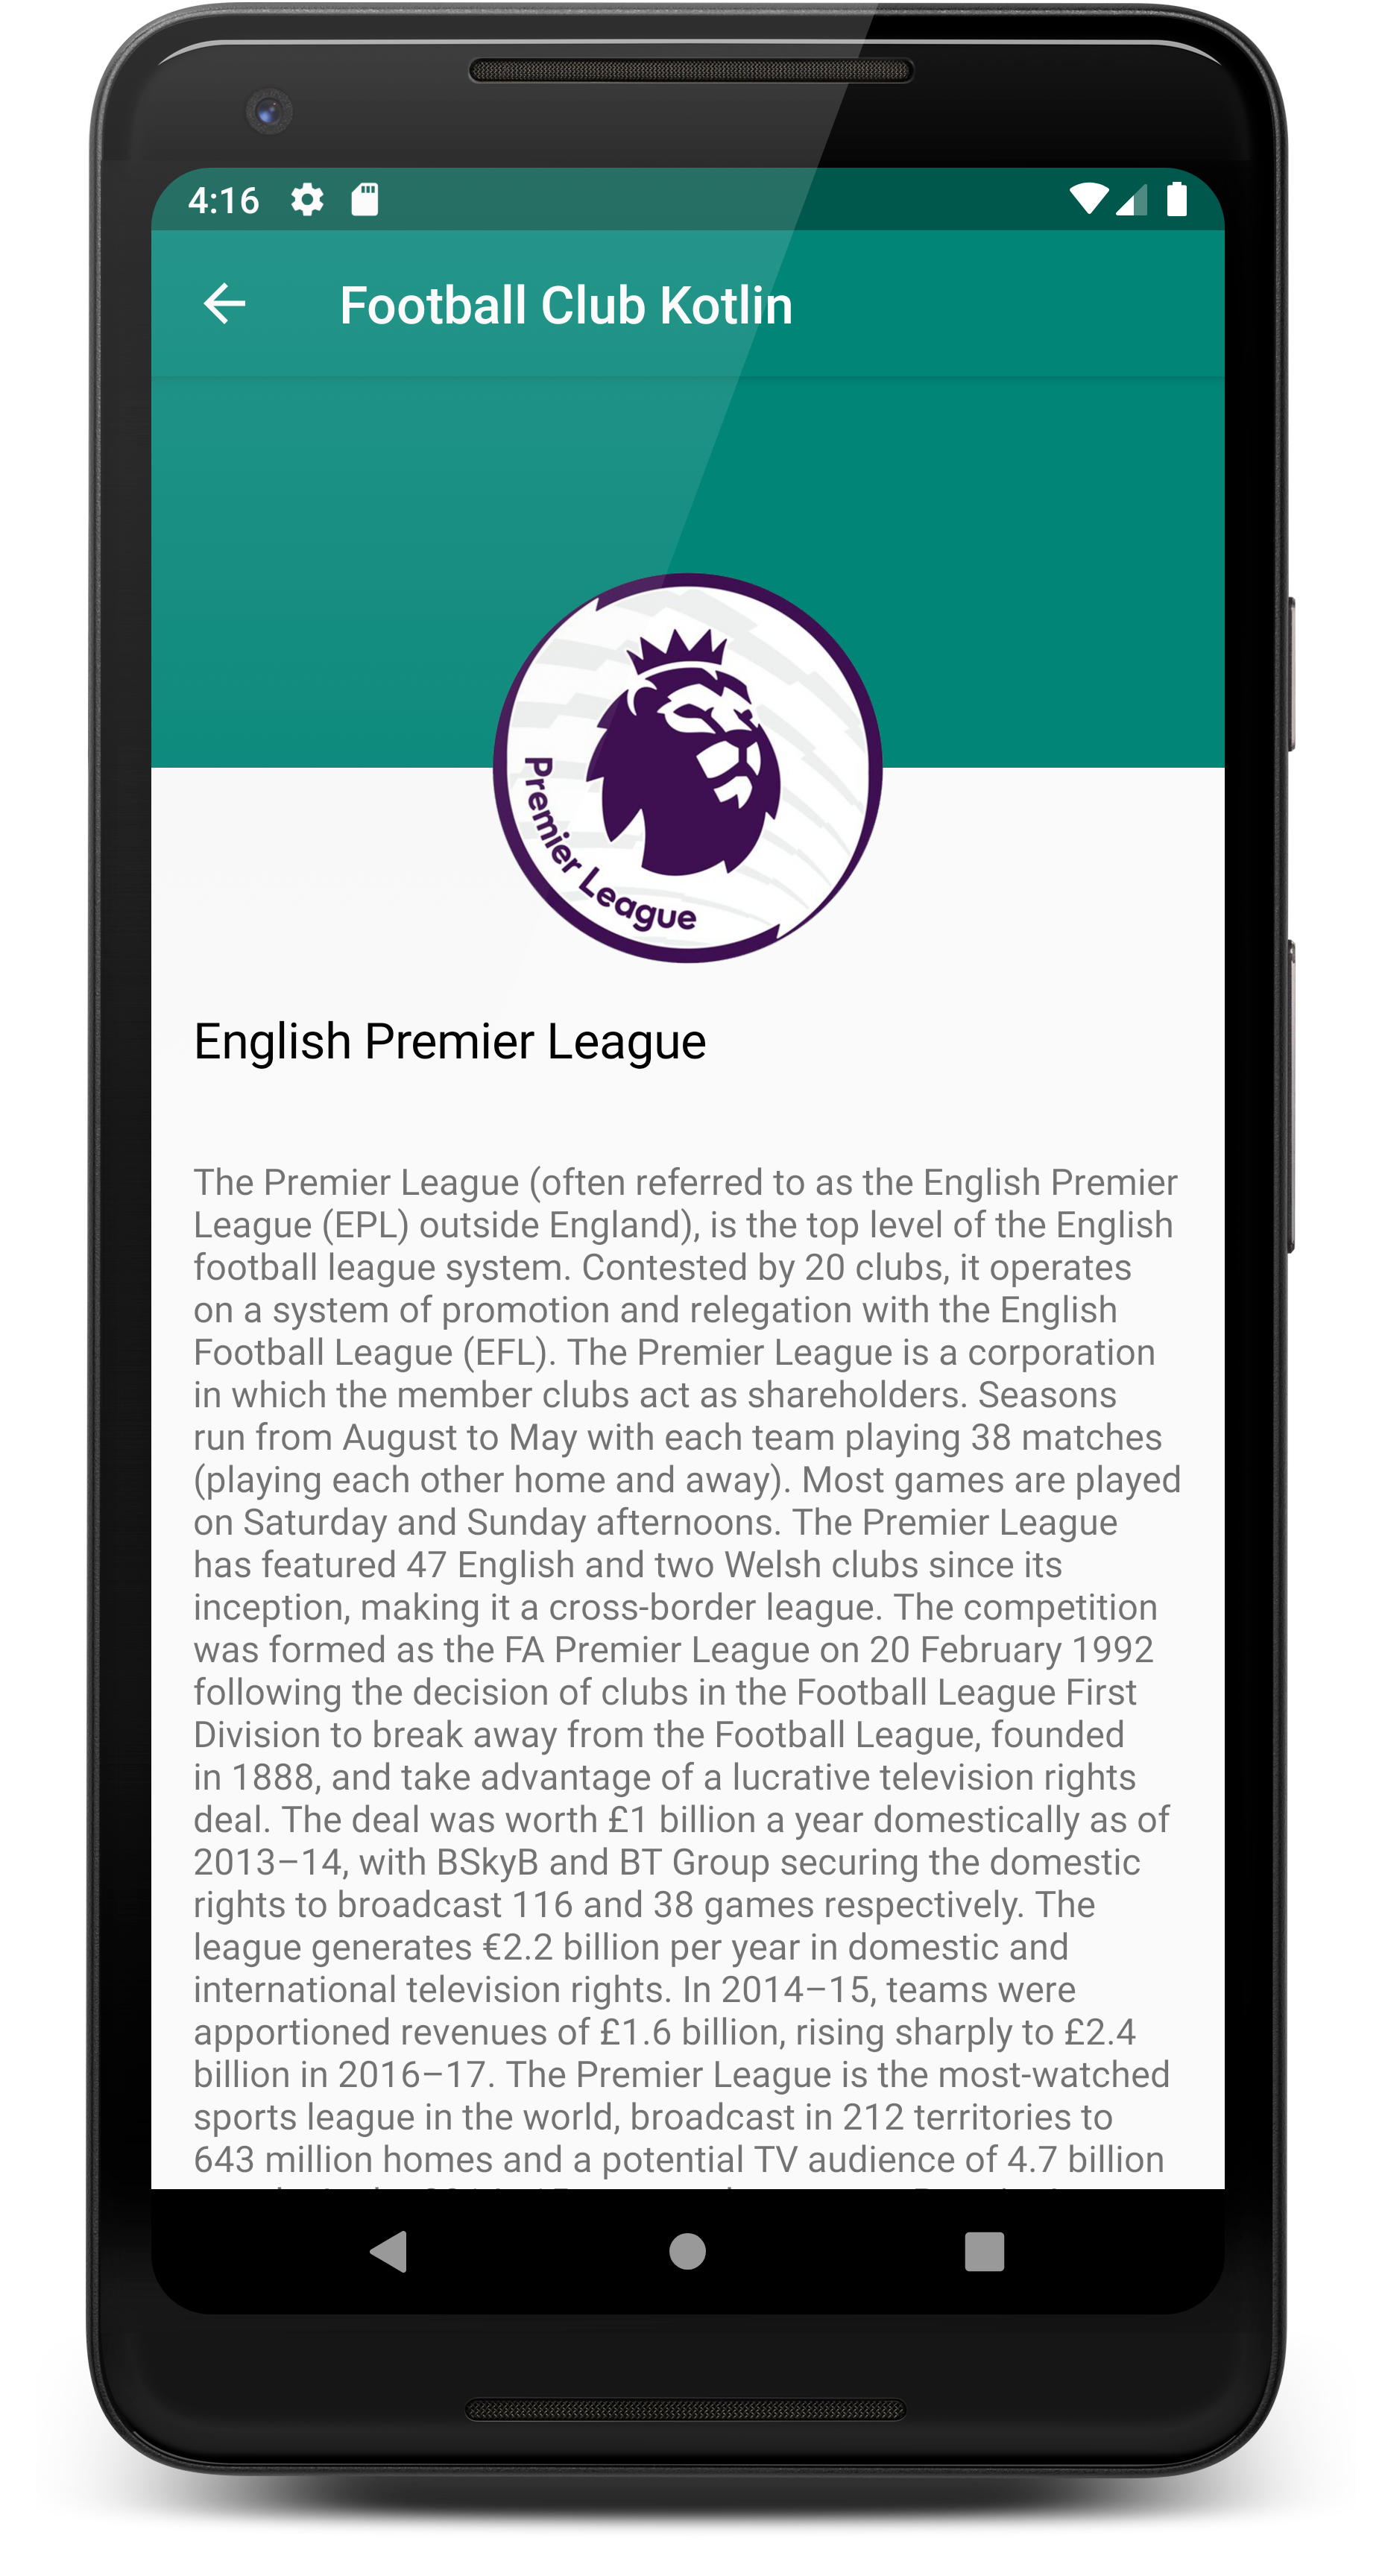 4:16
Football Club Kotlin
Premier League
English Premier League
The Premier League (often referred to as the English Premier
League (EPL) outside England), is the top level of the English
football league system. Contested by 20 clubs, it operates
on a system of promotion and relegation with the English
Football League (EFL). The Premier League is a corporation
in which the member clubs act as shareholders. Seasons
run from August to May with each team playing 38 matches
(playing each other home and away). Most games are played
on Saturday and Sunday afternoons. The Premier League
has featured 47 English and two Welsh clubs since its
inception, making it a cross-border league. The competition
was formed as the FA Premier League on 20 February 1992
following the decision of clubs in the Football League First
Division to break away from the Football League, founded
in 1888, and take advantage of a lucrative television rights
deal. The deal was worth £1 billion a year domestically as of
2013–14, with BSkyB and BT Group securing the domestic
rights to broadcast 116 and 38 games respectively. The
league generates €2.2 billion per year in domestic and
international television rights. In 2014–15, teams were
apportioned revenues of £1.6 billion, rising sharply to £2.4
billion in 2016–17. The Premier League is the most-watched
sports league in the world, broadcast in 212 territories to
643 million homes and a potential TV audience of 4.7 billion